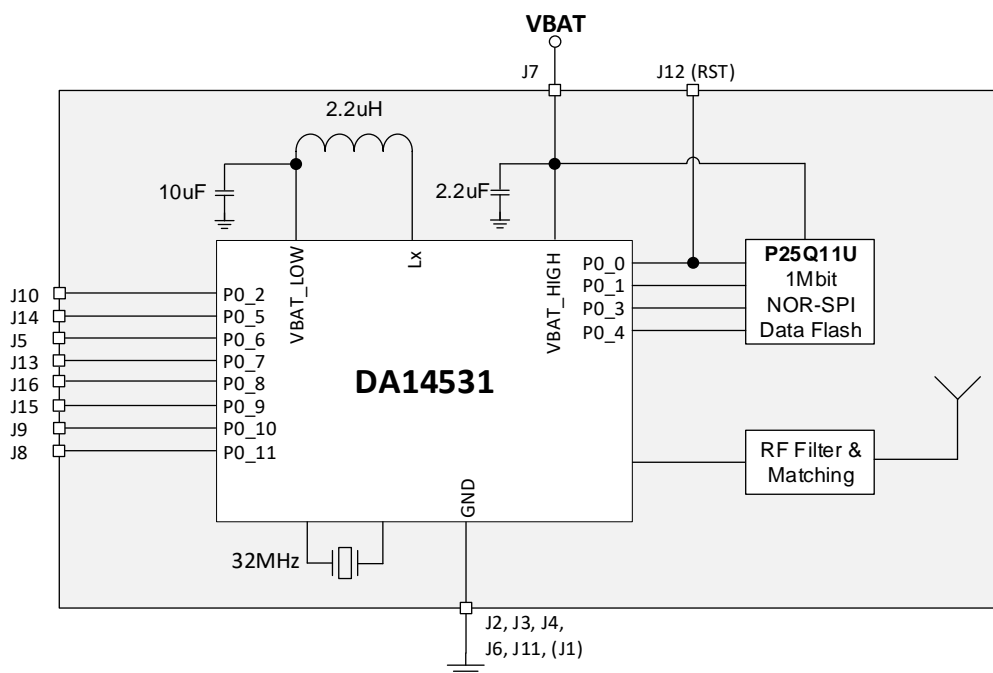 VBAT
J7
J12 (RST)
2.2uH
10uF
2.2uF
VBAT_LOW
Lx
VBAT_HIGH
P0_0
P0_1
P0_3
P0_4
P25Q11U
1Mbit
NOR-SPI
Data Flash
J10
J14
J5
J13
J16
J15
J9
J8
P0_2
P0_5
P0_6
P0_7
P0_8
P0_9
P0_10
P0_11
DA14531
RF Filter &
Matching
GND
32MHz
J2, J3, J4,
J6, J11, (J1)